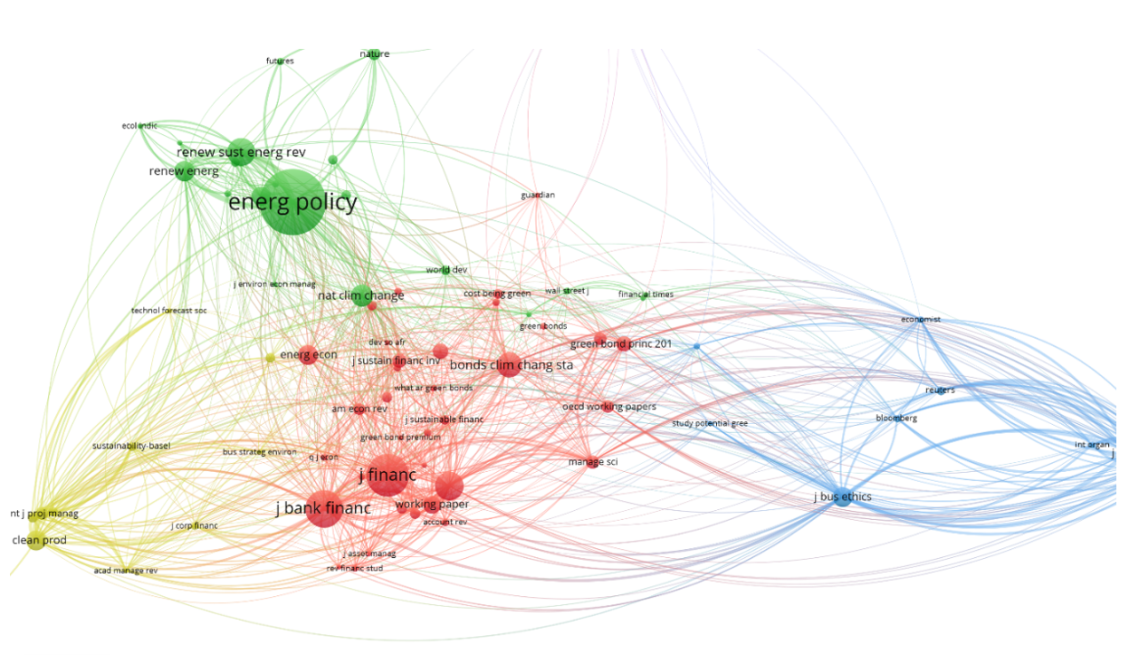 nature
futures
ecol indic
renew sust energ rev
renew energ
guardian
energ policy
world dev
j environ econ manag
nat clim change
cost being green
wall street j
financial times
technol forecast soc
economist
green bonds
dev so afr
green bond princ 201
energ econ
j sustain financ inv
bonds clim chang sta
what ar green bonds
reuters
am econ rev
oecd working papers
j sustainable financ
bloomberg
study potential gree
green bond premium
sustainability-basel
int organ
bus strateg environ
j
q j econ
manage sci
j financ
j bus ethics
working paper
j bank financ
nt j proj manag
account rev
j corp financ
clean prod
j asset manag
rev financ stud
acad manage rev